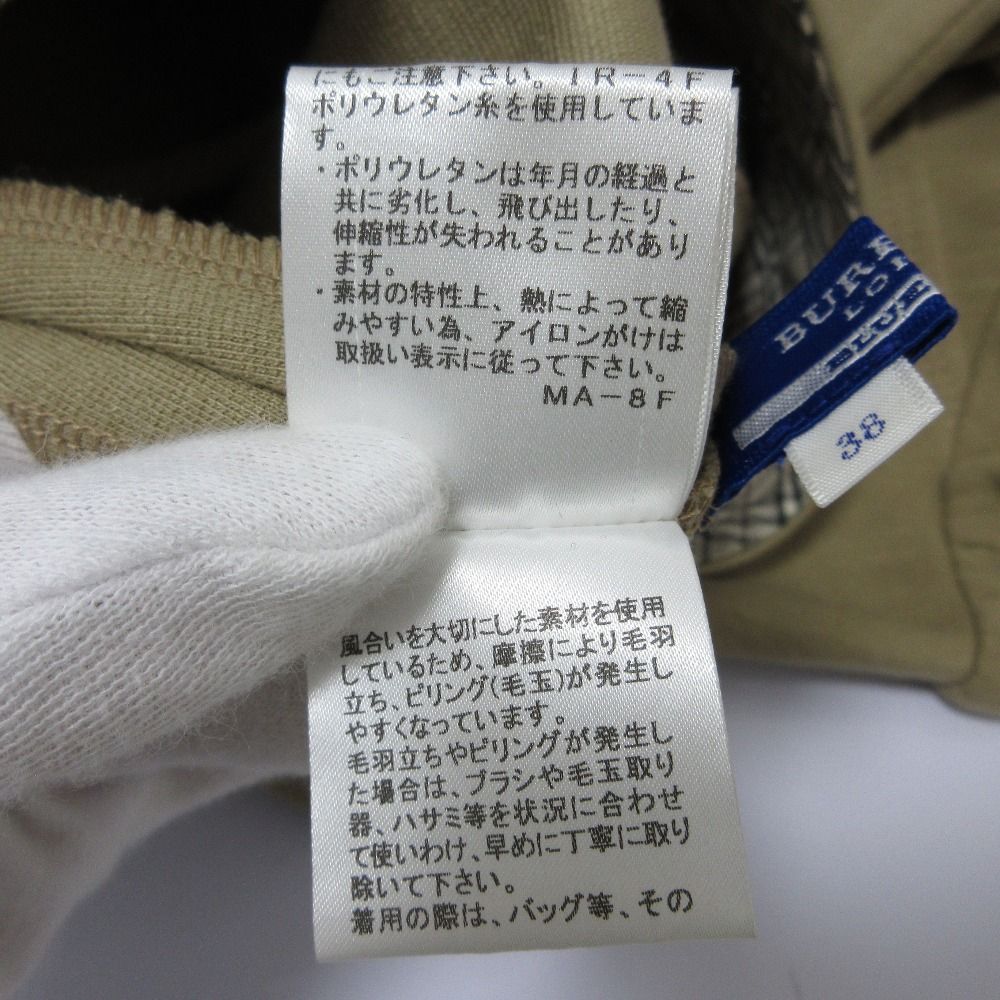 にもご注意下さい。IR-4F
ポリウレタン糸を使用していま
す。
・ポリウレタンは年月の経過と
共に劣化し、飛び出したり、
伸縮性が失われることがあり
ます。
・素材の特性上、熱によって縮
みやすい為、アイロンがけは
取扱い表示に従って下さい。
MA-8F
BURB
LON
38
風合いを大切にした素材を使用
しているため、摩擦により毛羽
立ち、ピリング(毛玉)が発生し
やすくなっています。
毛羽立ちやピリングが発生し
た場合は、ブラシや毛玉取り
器、ハサミ等を状況に合わせ
て使いわけ、早めに丁寧に取り
除いて下さい。
着用の際は、バッグ等、その